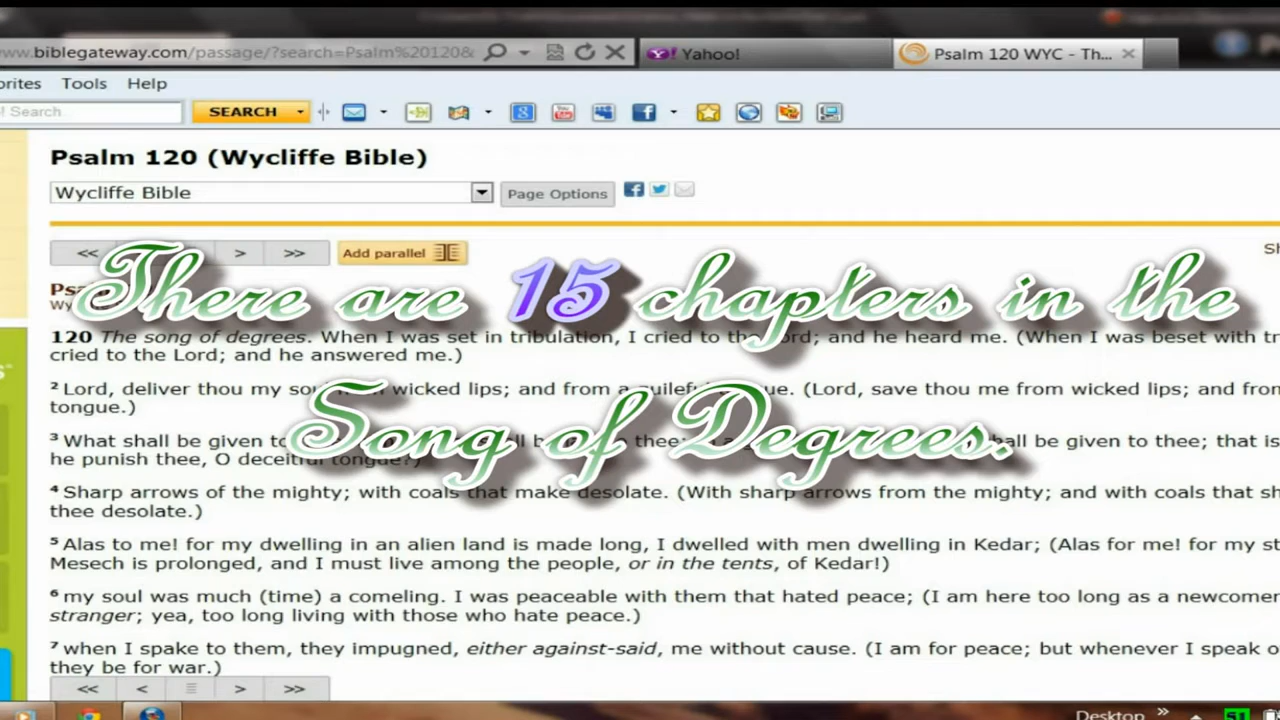 www.biblegateway.com/passage/?search=Psalm%20120&
Yahoo!
Psalm 120 WYC - Th...
orites Tools Help
Search
SEARCH
Psalm 120 (Wycliffe Bible)
Wycliffe Bible
Page Options
<< > >> Add parallel
There are 15 chapters in the
Song of Degrees.
120 The song of degrees. When I was set in tribulation, I cried to the Lord; and he heard me. (When I was beset with tr
cried to the Lord; and he answered me.)
2 Lord, deliver thou my soul from wicked lips; and from a guileful tongue. (Lord, save thou me from wicked lips; and from
tongue.)
3 What shall be given to thee; shall be given to thee; that is
he punish thee, O deceitful tongue?)
4 Sharp arrows of the mighty; with coals that make desolate. (With sharp arrows from the mighty; and with coals that sh
thee desolate.)
5 Alas to me! for my dwelling in an alien land is made long, I dwelled with men dwelling in Kedar; (Alas for me! for my st
Mesech is prolonged, and I must live among the people, or in the tents, of Kedar!)
6 my soul was much (time) a comeling. I was peaceable with them that hated peace; (I am here too long as a newcomer
stranger; yea, too long living with those who hate peace.)
7 when I spake to them, they impugned, either against-said, me without cause. (I am for peace; but whenever I speak o
they be for war.)
<< < > >>
Desktop »
51